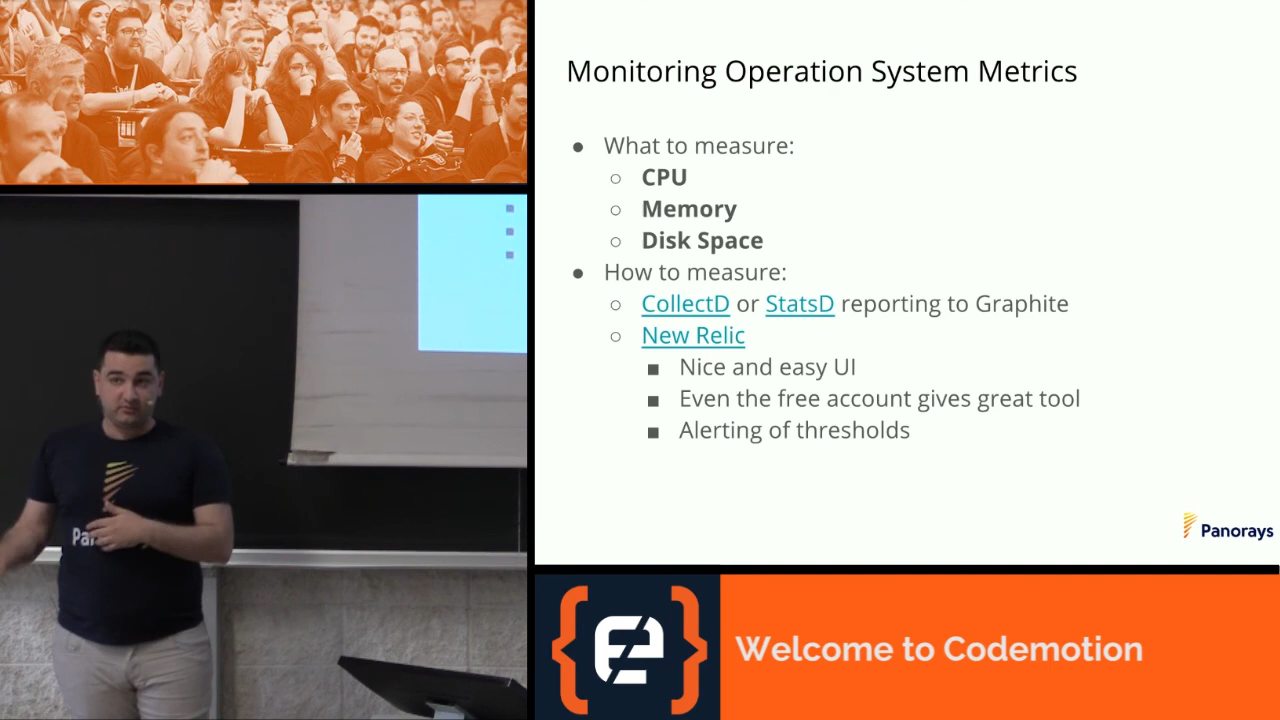 Monitoring Operation System Metrics
What to measure:
CPU
Memory
Disk Space
How to measure:
CollectD or StatsD reporting to Graphite
New Relic
Nice and easy UI
Even the free account gives great tool
Alerting of thresholds
Panorays
Welcome to Codemotion